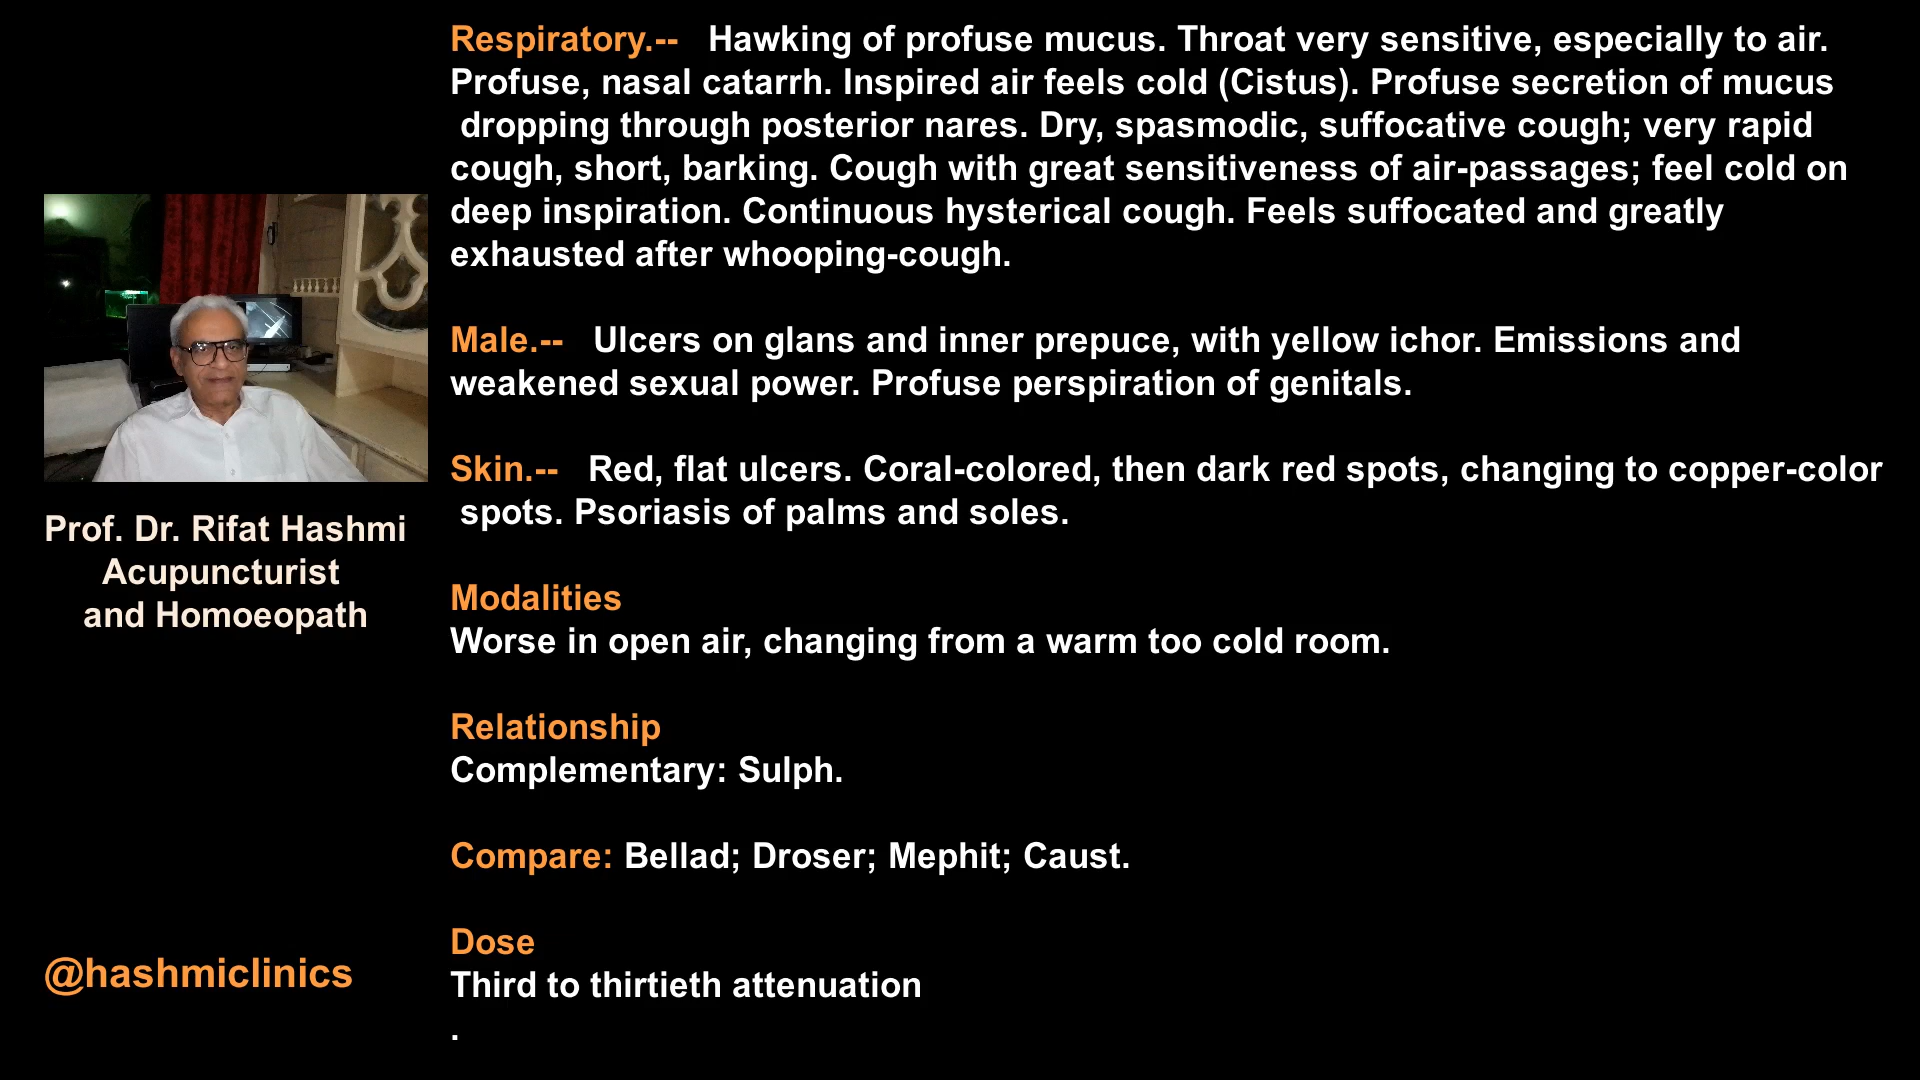 Respiratory.-- Hawking of profuse mucus. Throat very sensitive, especially to air.
Profuse, nasal catarrh. Inspired air feels cold (Cistus). Profuse secretion of mucus
dropping through posterior nares. Dry, spasmodic, suffocative cough; very rapid
cough, short, barking. Cough with great sensitiveness of air-passages; feel cold on
deep inspiration. Continuous hysterical cough. Feels suffocated and greatly
exhausted after whooping-cough.
Male.-- Ulcers on glans and inner prepuce, with yellow ichor. Emissions and
weakened sexual power. Profuse perspiration of genitals.
Skin.-- Red, flat ulcers. Coral-colored, then dark red spots, changing to copper-color
spots. Psoriasis of palms and soles.
Modalities
Worse in open air, changing from a warm too cold room.
Relationship
Complementary: Sulph.
Compare: Bellad; Droser; Mephit; Caust.
Dose
Third to thirtieth attenuation
.
Prof. Dr. Rifat Hashmi
Acupuncturist
and Homoeopath
@hashmiclinics